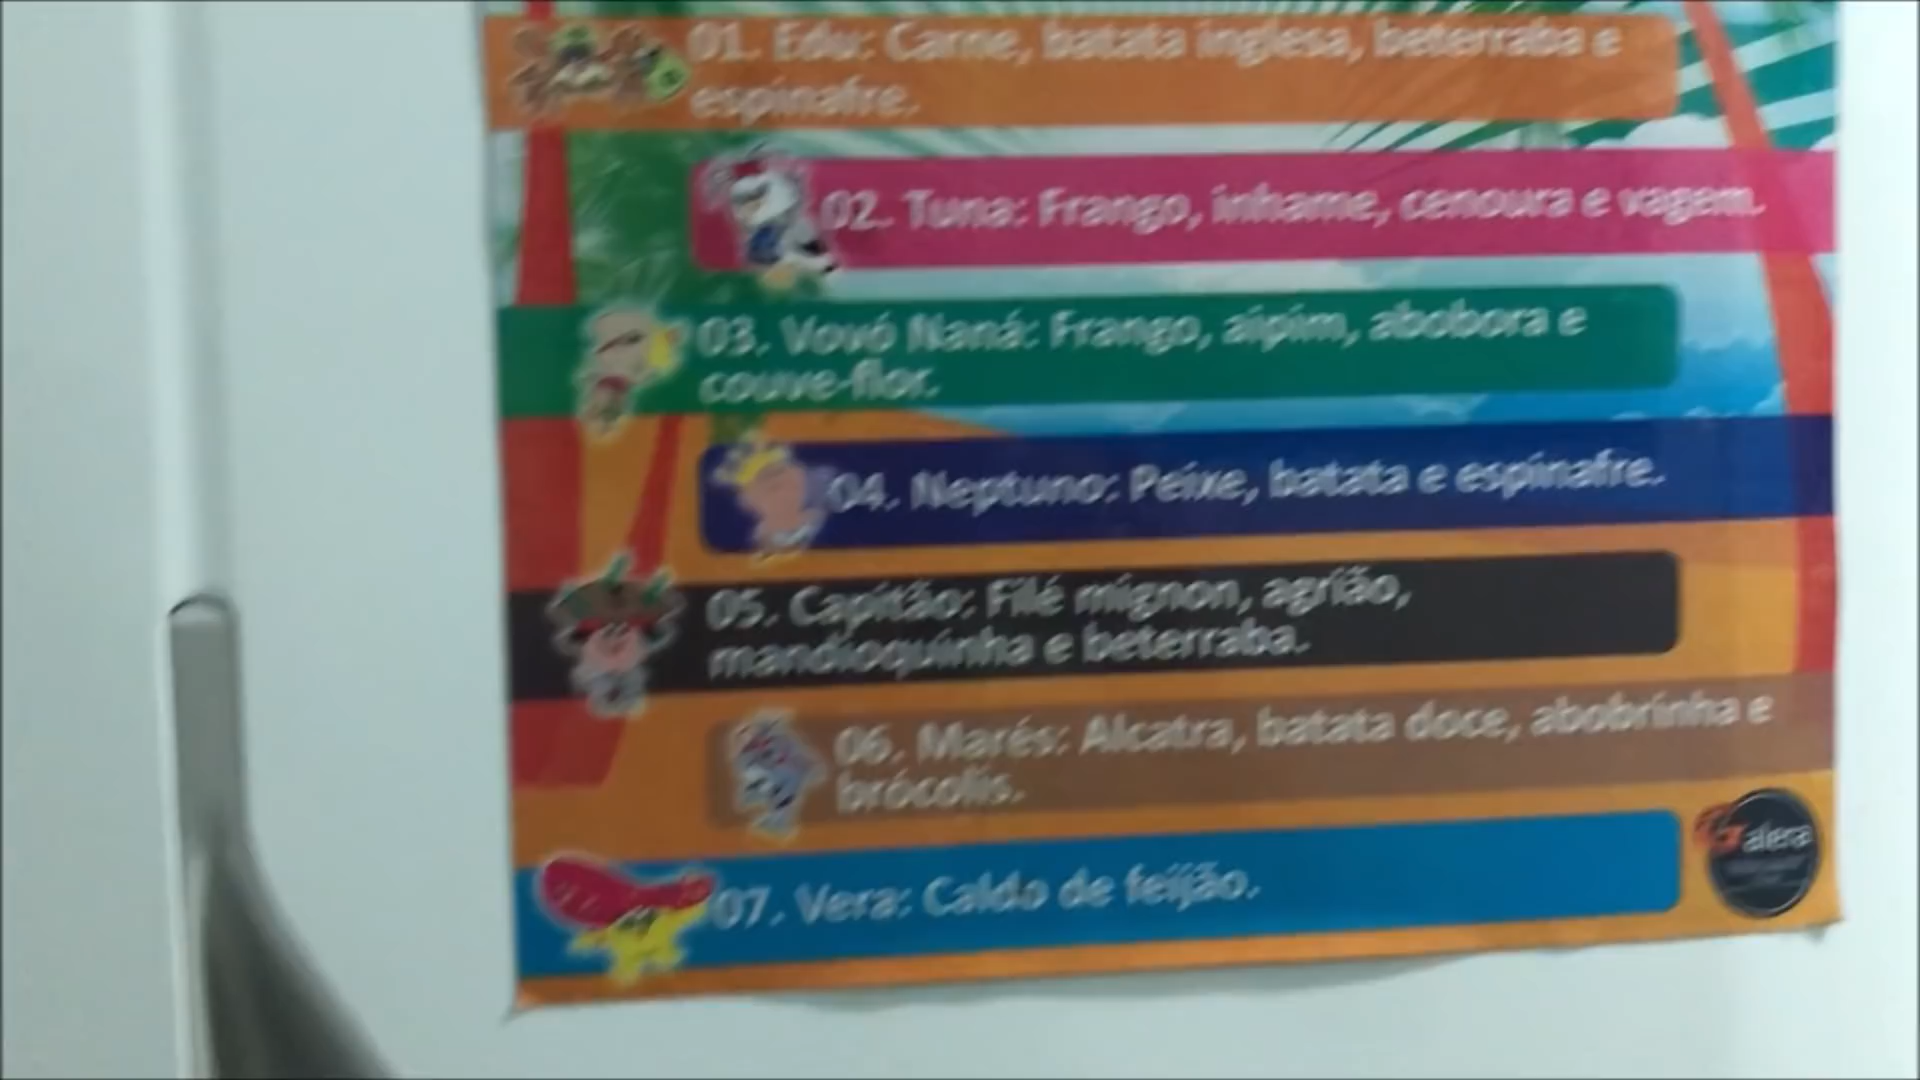 01. Edu: Carne, batata inglesa, beterraba e
espinafre.
02. Tuna: Frango, inhame, cenoura e vagem.
03. Vovó Naná: Frango, aipim, abobora e
couve-flor.
04. Neptuno: Peixe, batata e espinafre.
05. Capitão: Filé mignon, agrião,
mandioquinha e beterraba.
06. Marés: Alcatra, batata doce, abobrinha e
brócolis.
07. Vera: Caldo de feijão.
Galera